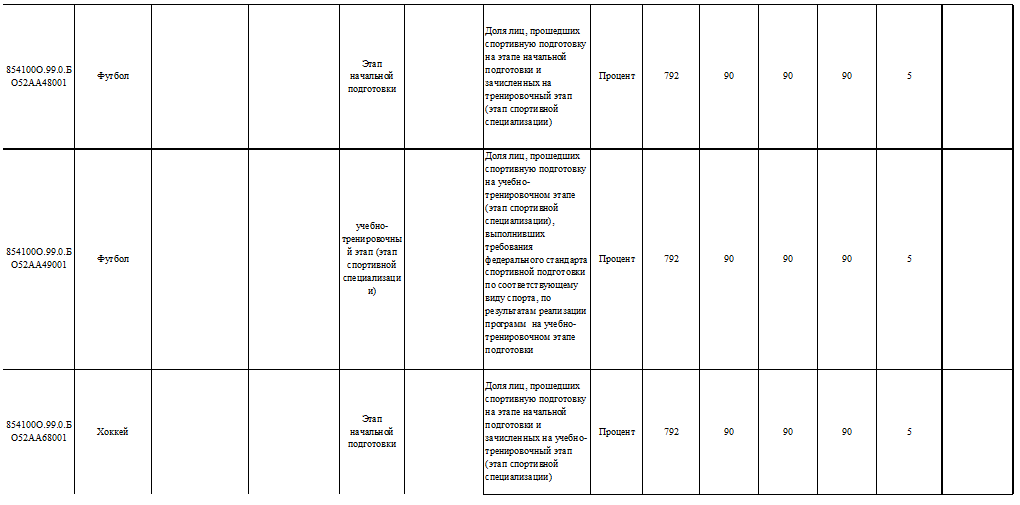 854100О.99.0.Б
О52АА48001
Футбол
Этап
начальной
подготовки
Доля лиц, прошедших
спортивную подготовку
на этапе начальной
подготовки и
зачисленных на
тренировочный этап
(этап спортивной
специализации)
Процент
792
90
90
90
5
854100О.99.0.Б
О52АА49001
Футбол
учебно-
тренировочны
й этап (этап
спортивной
специализаци
и)
Доля лиц, прошедших
спортивную подготовку
на учебно-
тренировочном этапе
(этап спортивной
специализации),
выполнивших
требования
федерального стандарта
спортивной подготовки
по соответствующему
виду спорта, по
результатам реализации
программ на учебно-
тренировочном этапе
подготовки
Процент
792
90
90
90
5
854100О.99.0.Б
О52АА68001
Хоккей
Этап
начальной
подготовки
Доля лиц, прошедших
спортивную подготовку
на этапе начальной
подготовки и
зачисленных на учебно-
тренировочный этап
(этап спортивной
специализации)
Процент
792
90
90
90
5